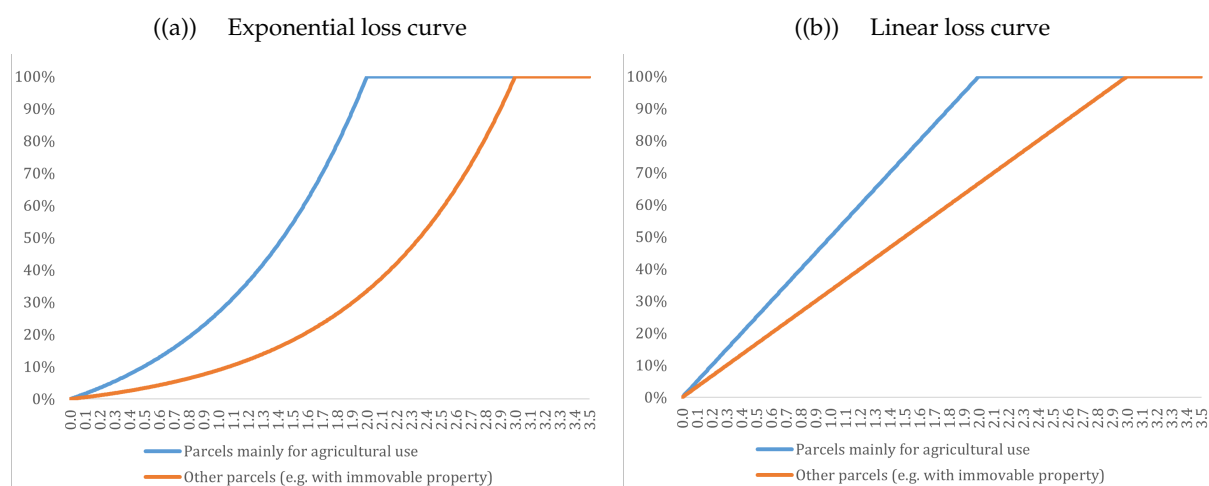 ((a)) Exponential loss curve
100%
90%
80%
70%
60%
50%
40%
30%
20%
10%
0%
0.0 0.1 0.2 0.3 0.4 0.5 0.6 0.7 0.8 0.9 1.0 1.1 1.2 1.3 1.4 1.5 1.6 1.7 1.8 1.9 2.0 2.1 2.2 2.3 2.4 2.5 2.6 2.7 2.8 2.9 3.0 3.1 3.2 3.3 3.4 3.5
Parcels mainly for agricultural use
Other parcels (e.g. with immovable property)
((b)) Linear loss curve
100%
90%
80%
70%
60%
50%
40%
30%
20%
10%
0%
0.0 0.1 0.2 0.3 0.4 0.5 0.6 0.7 0.8 0.9 1.0 1.1 1.2 1.3 1.4 1.5 1.6 1.7 1.8 1.9 2.0 2.1 2.2 2.3 2.4 2.5 2.6 2.7 2.8 2.9 3.0 3.1 3.2 3.3 3.4 3.5
Parcels mainly for agricultural use
Other parcels (e.g. with immovable property)